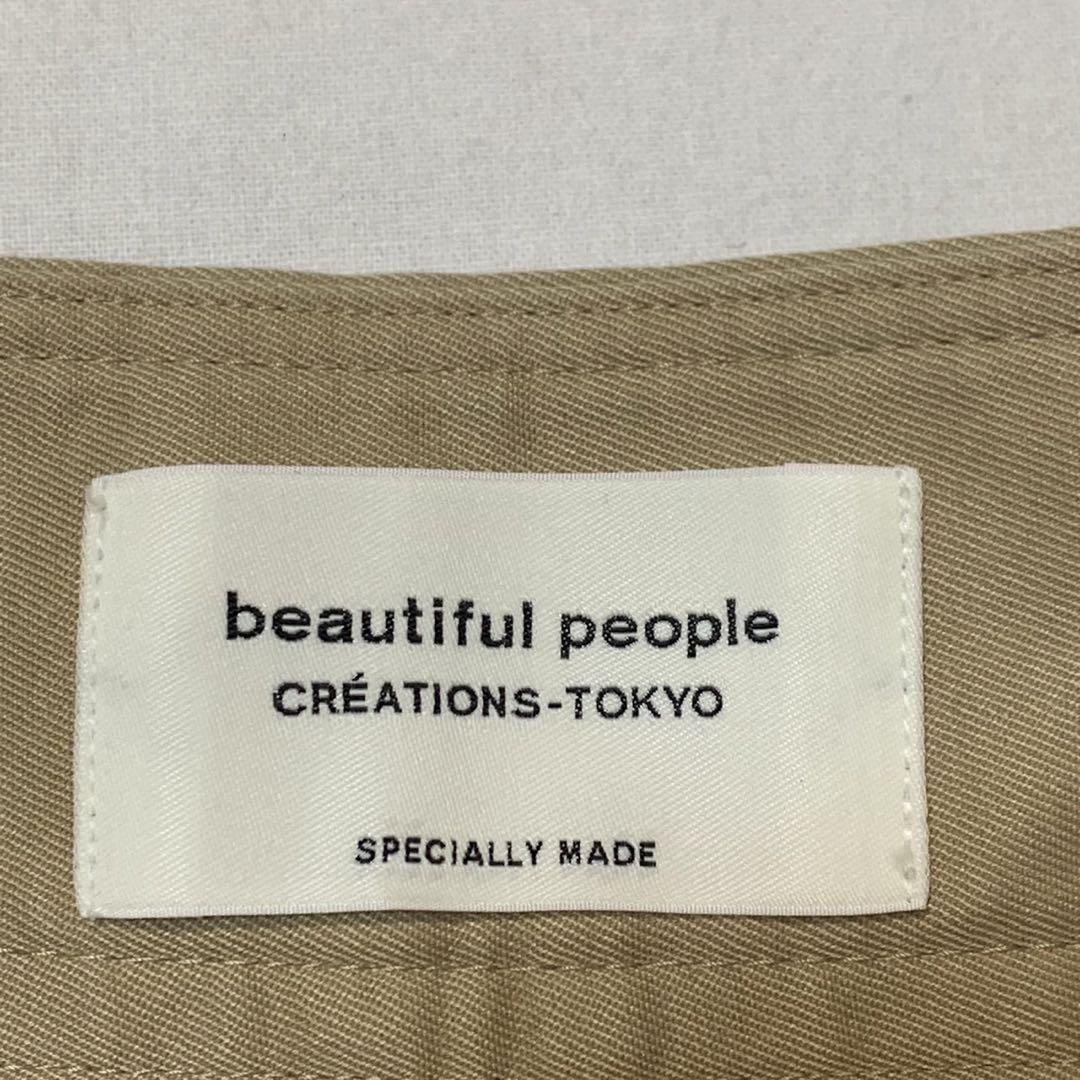 beautiful people
CRÉATIONS-TOKYO
SPECIALLY MADE